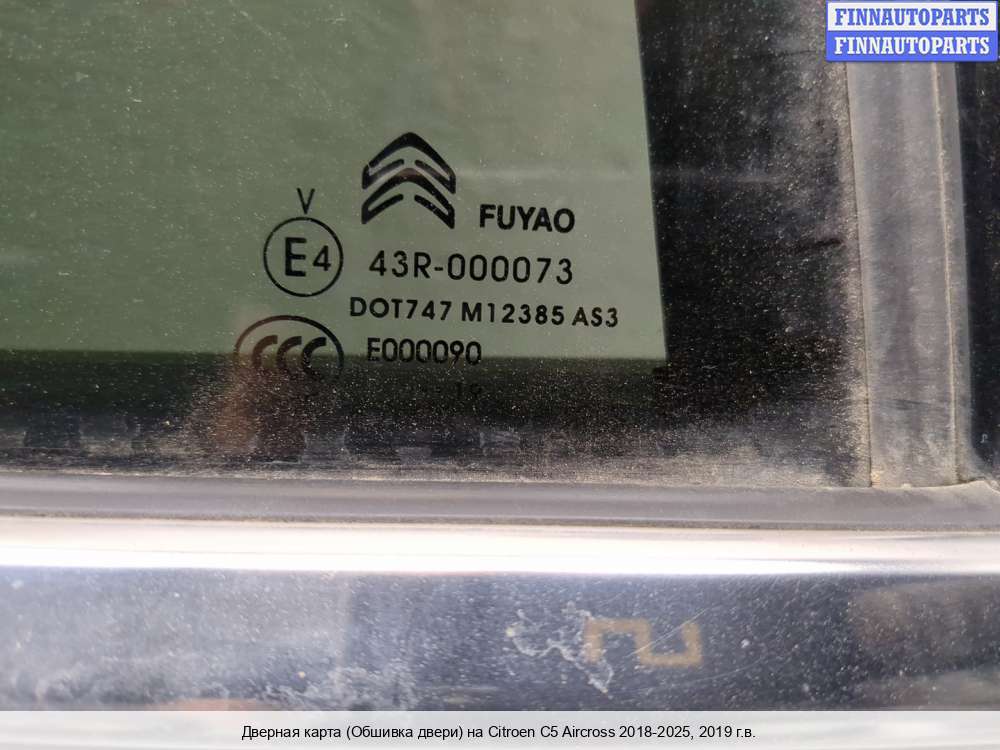 FINNAUTOPARTS
FINNAUTOPARTS
FUYAO
V
E4
43R-000073
DOT747 M12385 AS3
CCC
E000090
Дверная карта (Обшивка двери) на Citroen C5 Aircross 2018-2025, 2019 г.в.